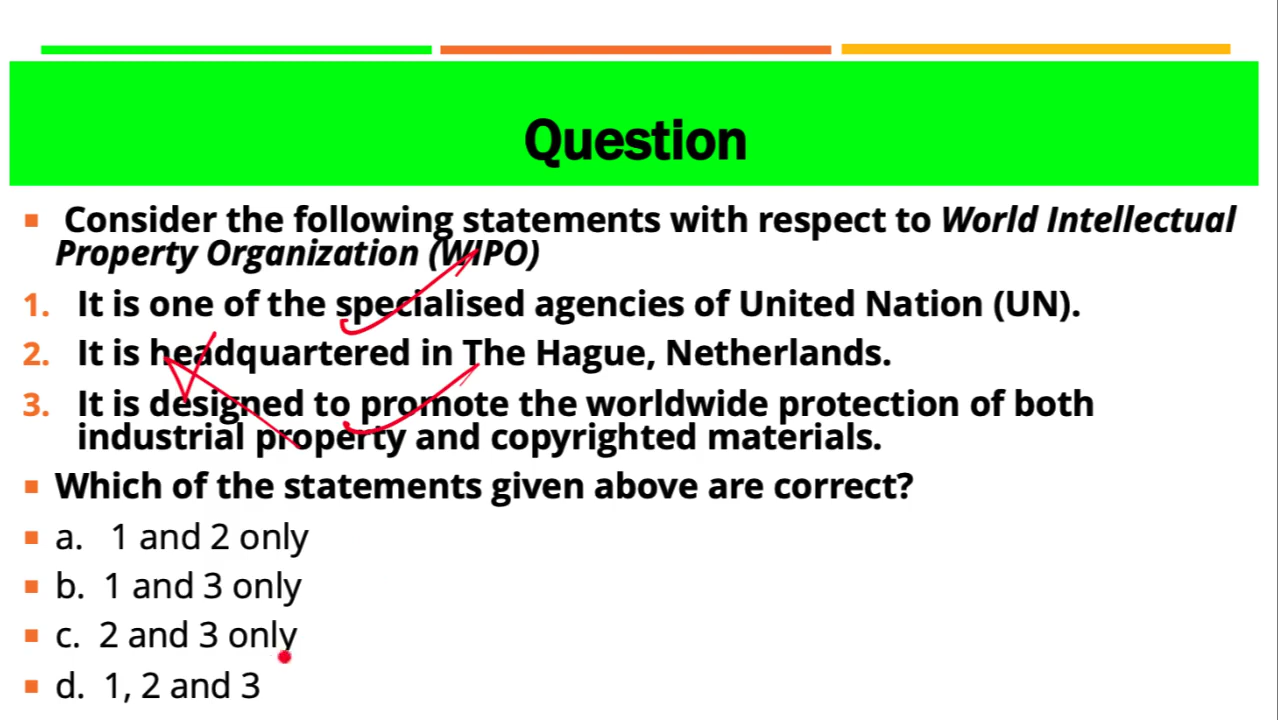 Question
Consider the following statements with respect to World Intellectual
Property Organization (WIPO)
1. It is one of the specialised agencies of United Nation (UN).
2. It is headquartered in The Hague, Netherlands.
3. It is designed to promote the worldwide protection of both
industrial property and copyrighted materials.
Which of the statements given above are correct?
a. 1 and 2 only
b. 1 and 3 only
c. 2 and 3 only
d. 1, 2 and 3